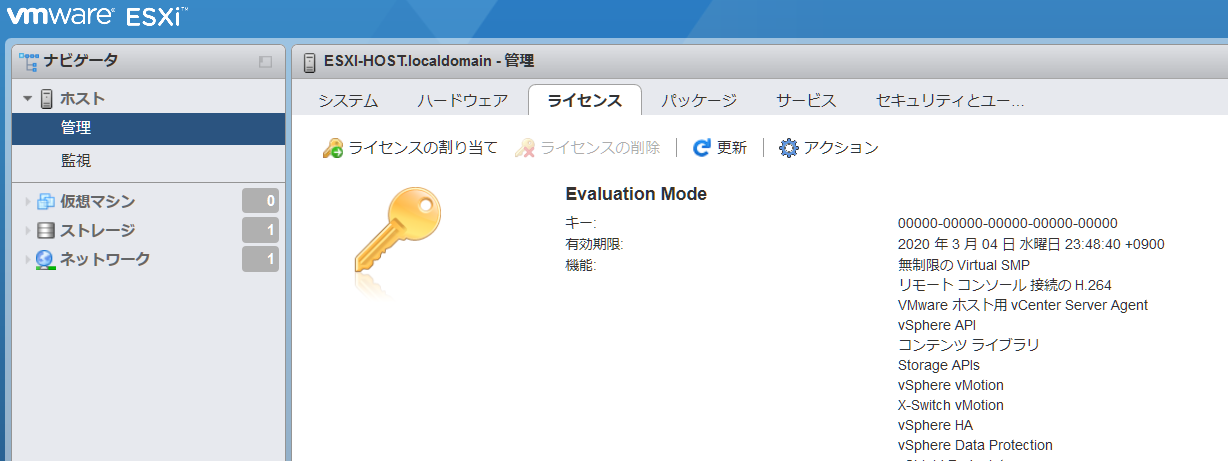 vmware ESXi™
ナビゲータ
ホスト
管理
監視
仮想マシン 0
ストレージ 1
ネットワーク 1
ESXI-HOST.localdomain - 管理
システム ハードウェア ライセンス パッケージ サービス セキュリティとユー...
ライセンスの割り当て ライセンスの削除 更新 アクション
Evaluation Mode
キー: 00000-00000-00000-00000-00000
有効期限: 2020 年 3 月 04 日 水曜日 23:48:40 +0900
機能: 無制限の Virtual SMP
リモート コンソール 接続の H.264
VMware ホスト用 vCenter Server Agent
vSphere API
コンテンツ ライブラリ
Storage APIs
vSphere vMotion
X-Switch vMotion
vSphere HA
vSphere Data Protection